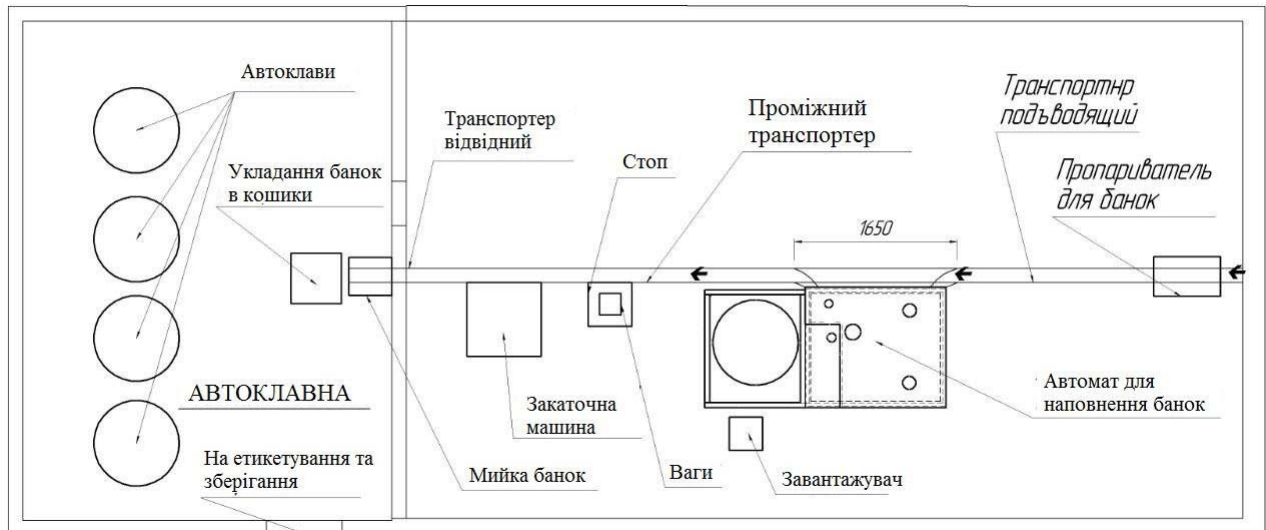 Автоклави
Укладання банок
в кошики
АВТОКЛАВНА
На етикетування та
зберігання
Транспортер
відвідний
Стоп
Проміжний
транспортер
1650
Транспортнр
подъводящий
Пропариватель
для банок
Мийка банок
Закаточна
машина
Ваги
Завантажувач
Автомат для
наповнення банок